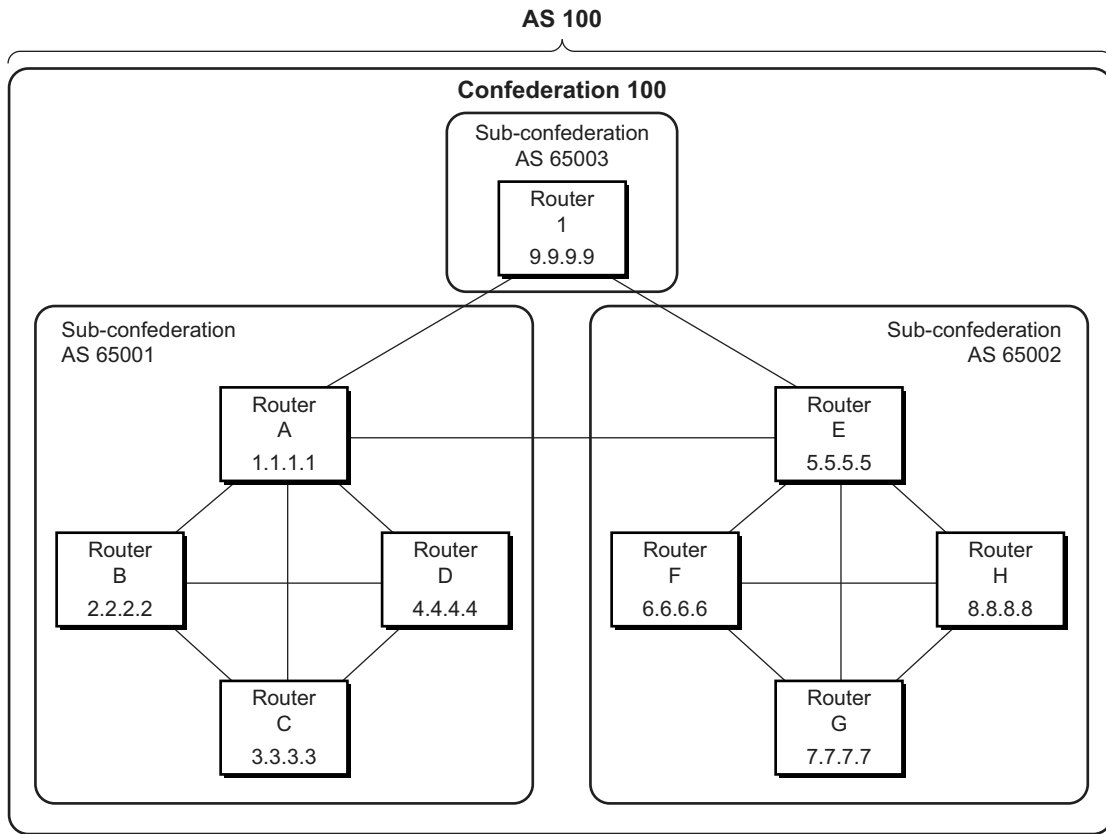 AS 100
Confederation 100
Sub-confederation
AS 65003
Router
1
9.9.9.9
Sub-confederation
AS 65001
Sub-confederation
AS 65002
Router
A
1.1.1.1
Router
E
5.5.5.5
Router
B
2.2.2.2
Router
D
4.4.4.4
Router
F
6.6.6.6
Router
H
8.8.8.8
Router
C
3.3.3.3
Router
G
7.7.7.7